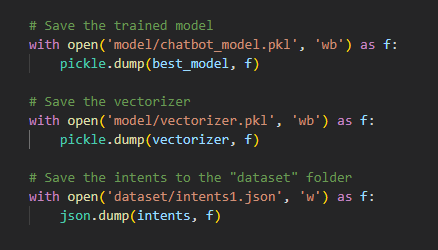 # Save the trained model
with open('model/chatbot_model.pkl', 'wb') as f:
    pickle.dump(best_model, f)

# Save the vectorizer
with open('model/vectorizer.pkl', 'wb') as f:
    pickle.dump(vectorizer, f)

# Save the intents to the "dataset" folder
with open('dataset/intents1.json', 'w') as f:
    json.dump(intents, f)